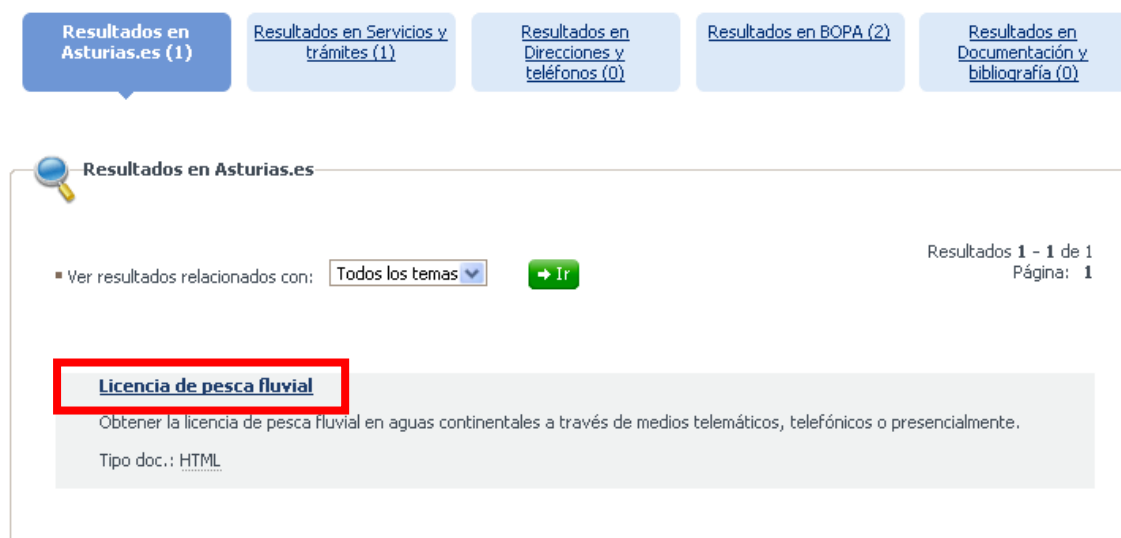 Resultados en
Asturias.es (1)
Resultados en Servicios y
trámites (1)
Resultados en
Direcciones y
teléfonos (0)
Resultados en BOPA (2)
Resultados en
Documentación y
bibliografía (0)
Resultados en Asturias.es
Resultados 1 - 1 de 1
Página: 1
Ver resultados relacionados con: Todos los temas Ir
Licencia de pesca fluvial
Obtener la licencia de pesca fluvial en aguas continentales a través de medios telemáticos, telefónicos o presencialmente.
Tipo doc.: HTML